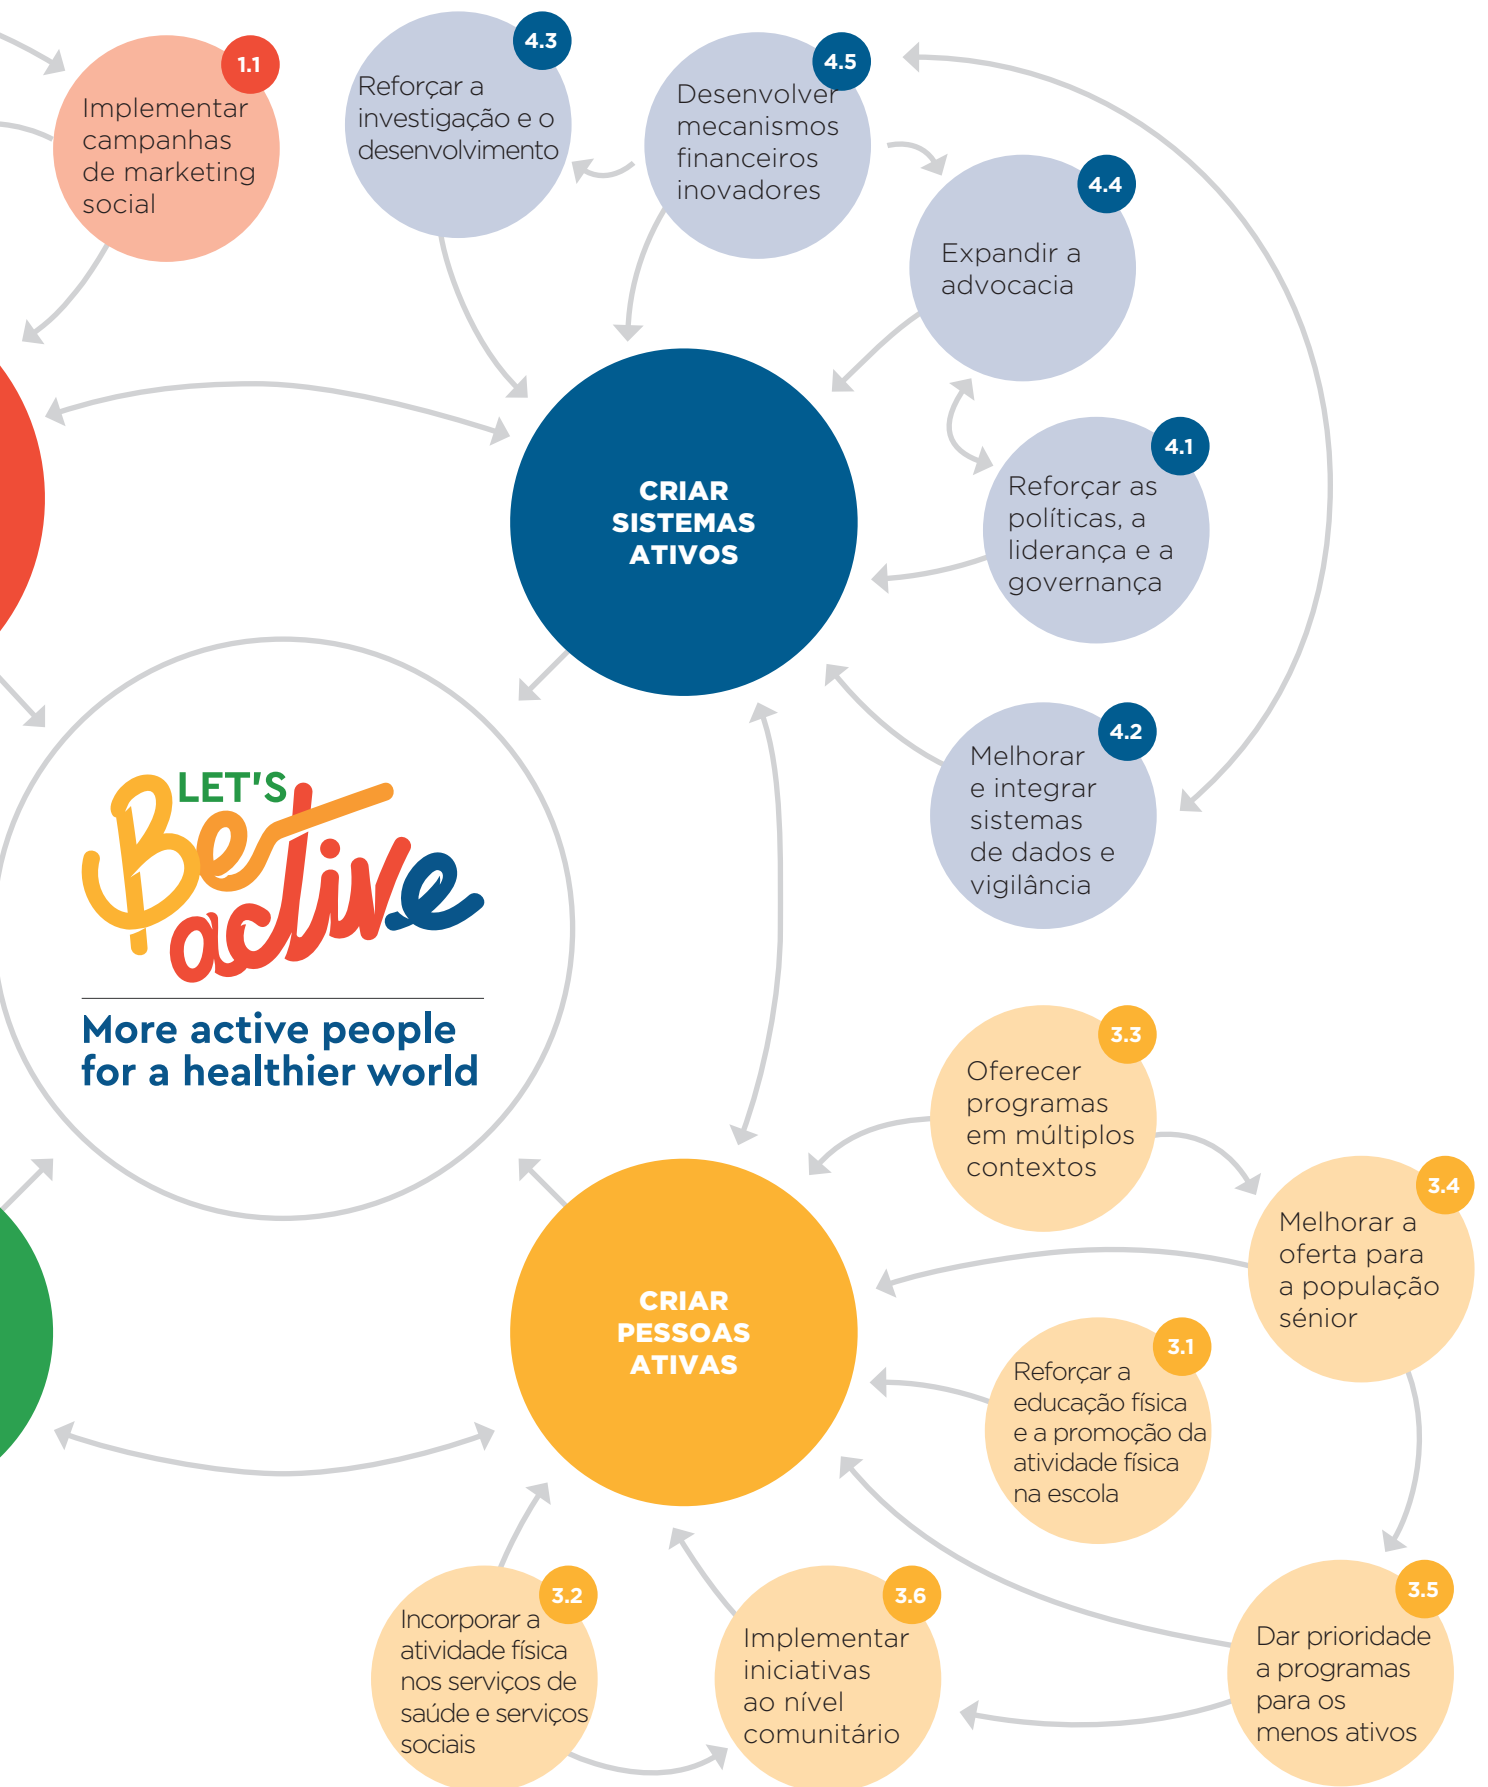 1.1
Implementar
campanhas
de marketing
social
4.3
Reforçar a
investigação e o
desenvolvimento
4.5
Desenvolver
mecanismos
financeiros
inovadores
4.4
Expandir a
advocacia
4.1
Reforçar as
políticas, a
liderança e a
governança
CRIAR
SISTEMAS
ATIVOS
4.2
Melhorar
e integrar
sistemas
de dados e
vigilância
LET'S
Be
active
More active people
for a healthier world
3.3
Oferecer
programas
em múltiplos
contextos
3.4
Melhorar a
oferta para
a população
sénior
CRIAR
PESSOAS
ATIVAS
3.1
Reforçar a
educação física
e a promoção da
atividade física
na escola
3.2
Incorporar a
atividade física
nos serviços de
saúde e serviços
sociais
3.6
Implementar
iniciativas
ao nível
comunitário
3.5
Dar prioridade
a programas
para os
menos ativos